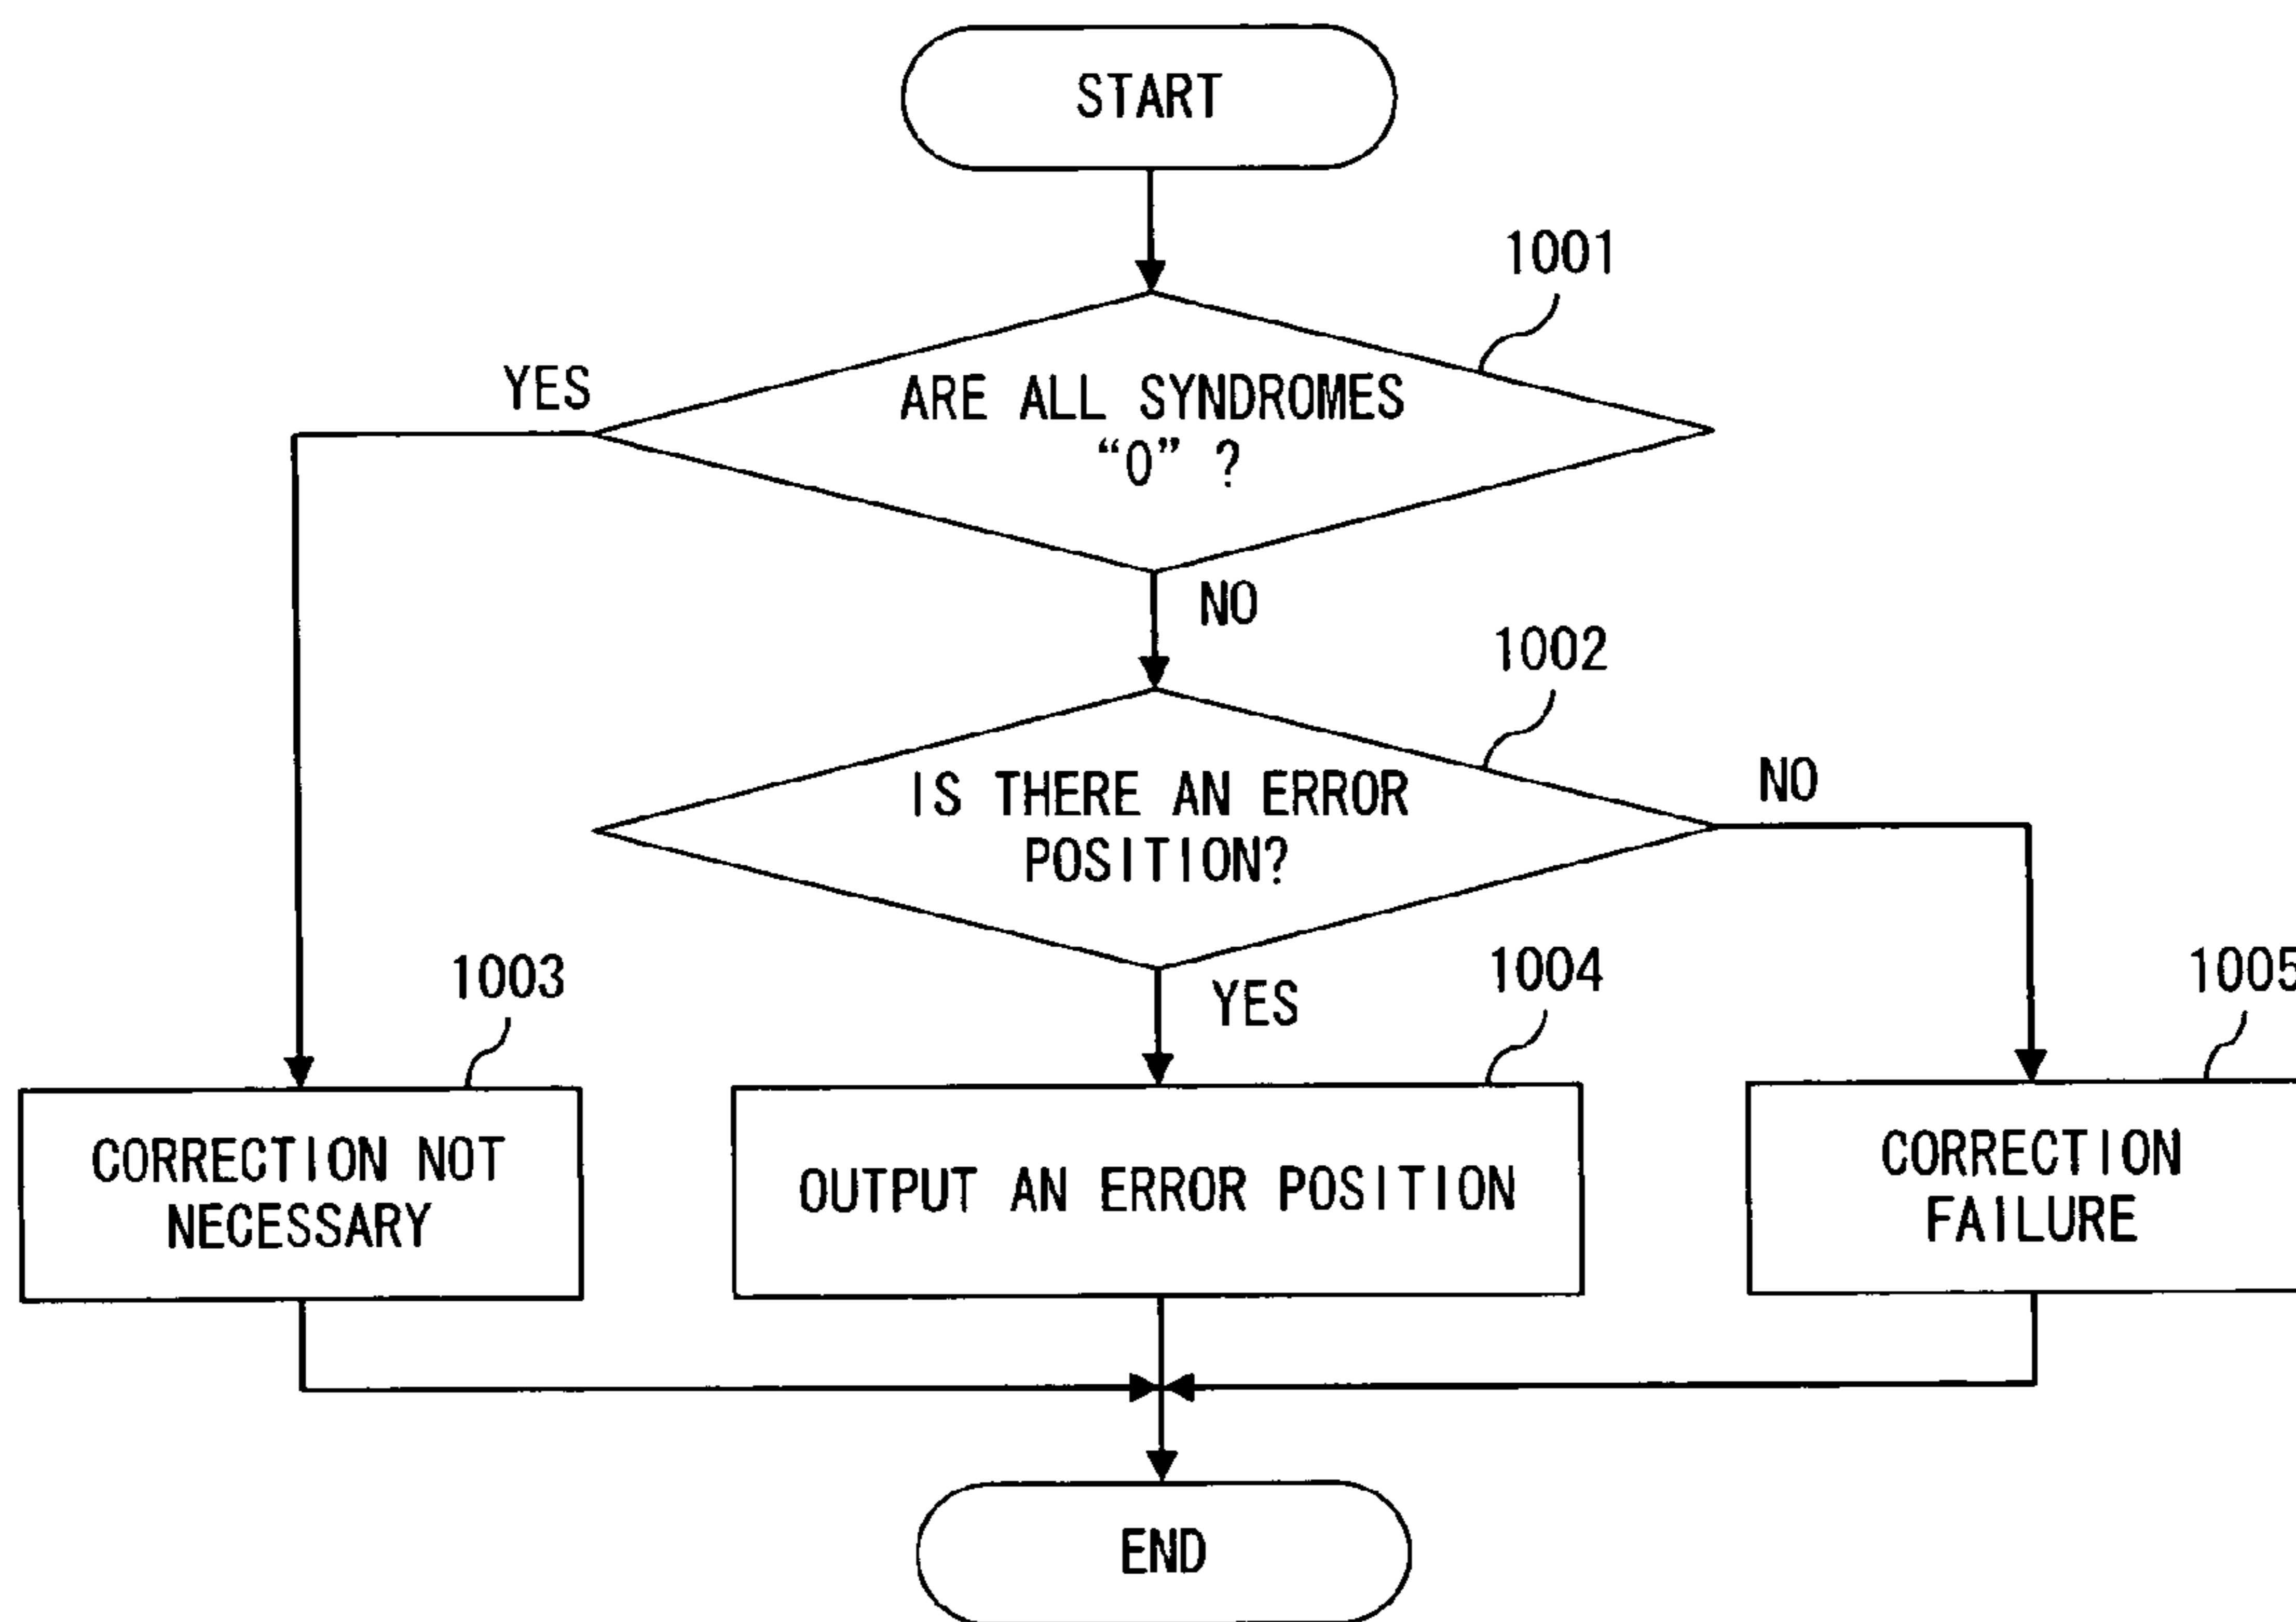 START
1001
YES
ARE ALL SYNDROMES
“0” ?
NO
1002
IS THERE AN ERROR
POSITION?
NO
1003
YES
1004
1005
CORRECTION NOT
NECESSARY
OUTPUT AN ERROR POSITION
CORRECTION
FAILURE
END